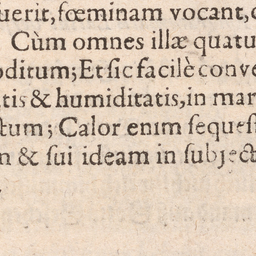 uerit, fœminam vocant,
Cùm omnes illæ quatu
oditum; Et sic facilè conve
tis & humiditatis, in mar
tum; Calor enim seques
n & sui ideam in subject